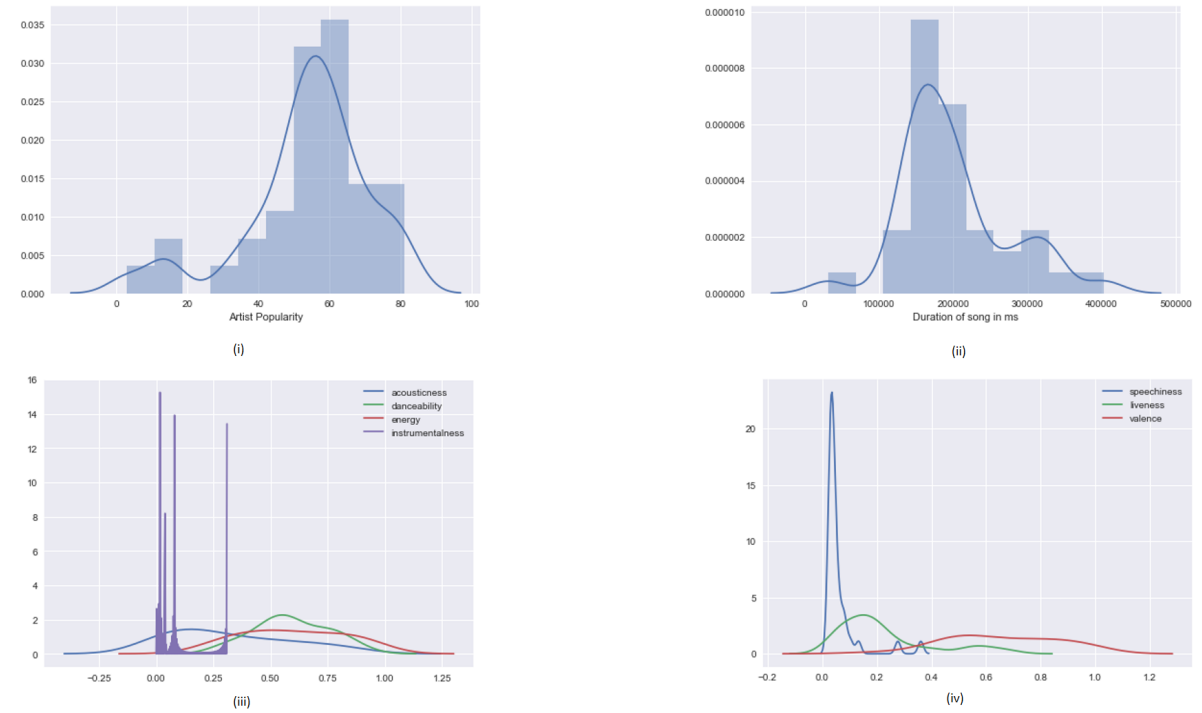 0.035
0.030
0.025
0.020
0.015
0.010
0.005
0.000
0 20 40 60 80 100
Artist Popularity
(i)
0.000010
0.000008
0.000006
0.000004
0.000002
0.000000
0 100000 200000 300000 400000 500000
Duration of song in ms
(ii)
16
14
12
10
8
6
4
2
0
acousticness
danceability
energy
instrumentalness
−0.25 0.00 0.25 0.50 0.75 1.00 1.25
(iii)
20
15
10
5
0
speechiness
liveness
valence
−0.2 0.0 0.2 0.4 0.6 0.8 1.0 1.2
(iv)